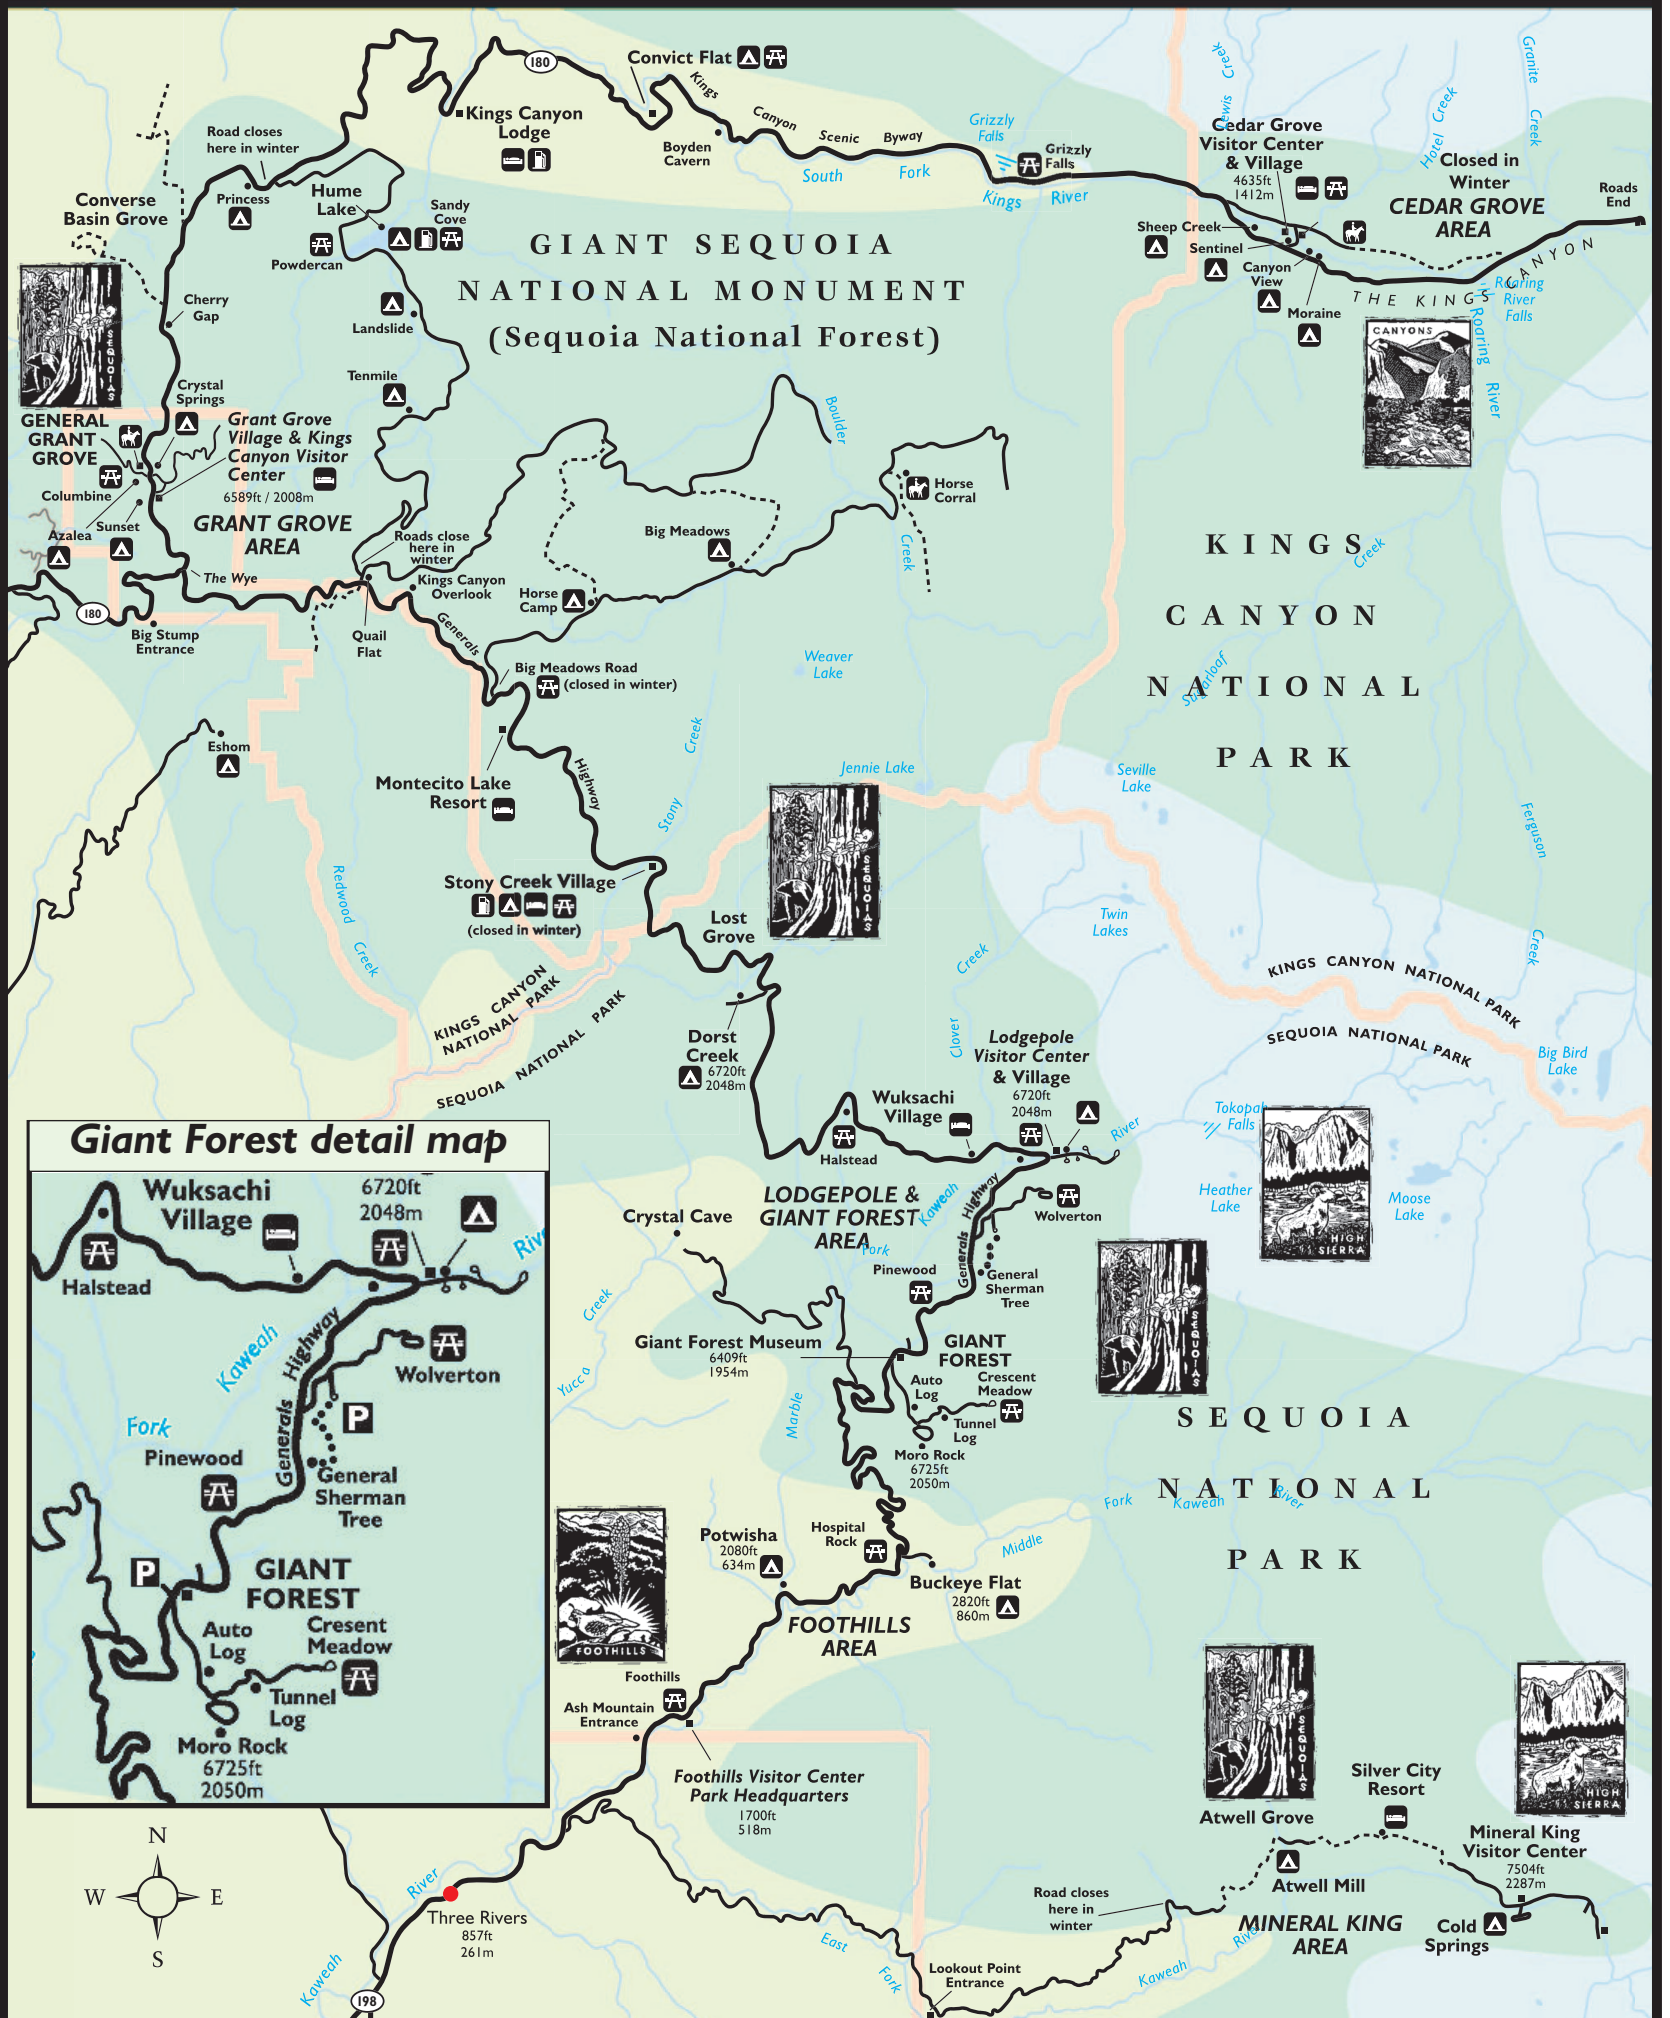 180
Convict Flat
Kings
Canyon
Scenic
Byway
Kings Canyon
Lodge
Boyden
Cavern
South
Fork
Kings
River
Grizzly
Falls
Grizzly
Falls
Lewis
Creek
Hotel Creek
Granite
Creek
Cedar Grove
Visitor Center
& Village
4635ft
1412m
Closed in
Winter
CEDAR GROVE
AREA
Roads
End
Sheep Creek
Sentinel
Canyon
View
Moraine
THE KINGS CANYON
Roaring
River
Falls
Roaring
River
CANYONS
Road closes
here in winter
Converse
Basin Grove
Princess
Hume
Lake
Sandy
Cove
Powdercan
Landslide
Tenmile
Cherry
Gap
Crystal
Springs
SEQUOIAS
GIANT SEQUOIA
NATIONAL MONUMENT
(Sequoia National Forest)
GENERAL
GRANT
GROVE
Grant Grove
Village & Kings
Canyon Visitor
Center
6589ft / 2008m
Columbine
Sunset
Azalea
GRANT GROVE
AREA
The Wye
180
Big Stump
Entrance
Roads close
here in
winter
Kings Canyon
Overlook
Quail
Flat
Generals
Highway
Horse
Camp
Big Meadows
Boulder
Creek
Horse
Corral
Big Meadows Road
(closed in winter)
Weaver
Lake
KINGS
CANYON
NATIONAL
PARK
Creek
Sugarloaf
Eshom
Montecito Lake
Resort
Stony
Creek
Jennie Lake
Seville
Lake
Ferguson
Creek
SEQUOIAS
Redwood
Creek
Stony Creek Village
(closed in winter)
Lost
Grove
Twin
Lakes
KINGS CANYON
NATIONAL PARK
SEQUOIA NATIONAL PARK
KINGS CANYON NATIONAL PARK
SEQUOIA NATIONAL PARK
Big Bird
Lake
Dorst
Creek
6720ft
2048m
Clover
Creek
Lodgepole
Visitor Center
& Village
6720ft
2048m
Wuksachi
Village
Halstead
River
Tokopah
Falls
Heather
Lake
Moose
Lake
HIGH
SIERRA
LODGEPOLE &
GIANT FOREST
AREA
Kaweah
Fork
Generals Highway
Wolverton
Crystal Cave
Pinewood
General
Sherman
Tree
SEQUOIAS
Yucca
Creek
Marble
Giant Forest Museum
6409ft
1954m
GIANT
FOREST
Auto
Log
Crescent
Meadow
Tunnel
Log
Moro Rock
6725ft
2050m
SEQUOIA
NATIONAL
PARK
Middle
Fork
Kaweah
River
Giant Forest detail map
Wuksachi
Village
6720ft
2048m
Halstead
River
Kaweah
Fork
Generals Highway
Wolverton
P
Pinewood
General
Sherman
Tree
P
GIANT
FOREST
Auto
Log
Cresent
Meadow
Tunnel
Log
Moro Rock
6725ft
2050m
FOOTHILLS
Potwisha
2080ft
634m
Hospital
Rock
Buckeye Flat
2820ft
860m
FOOTHILLS
AREA
Foothills
Ash Mountain
Entrance
Foothills Visitor Center
Park Headquarters
1700ft
518m
SEQUOIAS
HIGH
SIERRA
Atwell Grove
Silver City
Resort
Mineral King
Visitor Center
7504ft
2287m
Atwell Mill
MINERAL KING
AREA
Cold
Springs
Road closes
here in
winter
N
W
E
S
River
Three Rivers
857ft
261m
Kaweah
198
East
Fork
Kaweah
River
Lookout Point
Entrance